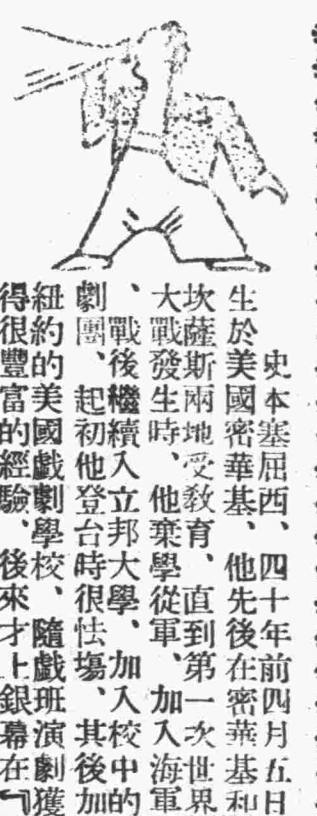 史本塞屈西、四十年前四月五日
生於美國密華基、他先後在密華基和
坎薩斯兩地受教育、直到第一次世界
大戰發生時、他棄學從軍、加入海軍
、戰後繼續入立邦大學、加入校中的
劇團、起初他登台時很怯塲、其後加
紐約的美國戲劇學校、隨戲班演劇獲
得很豐富的經驗、後來才上銀幕在『